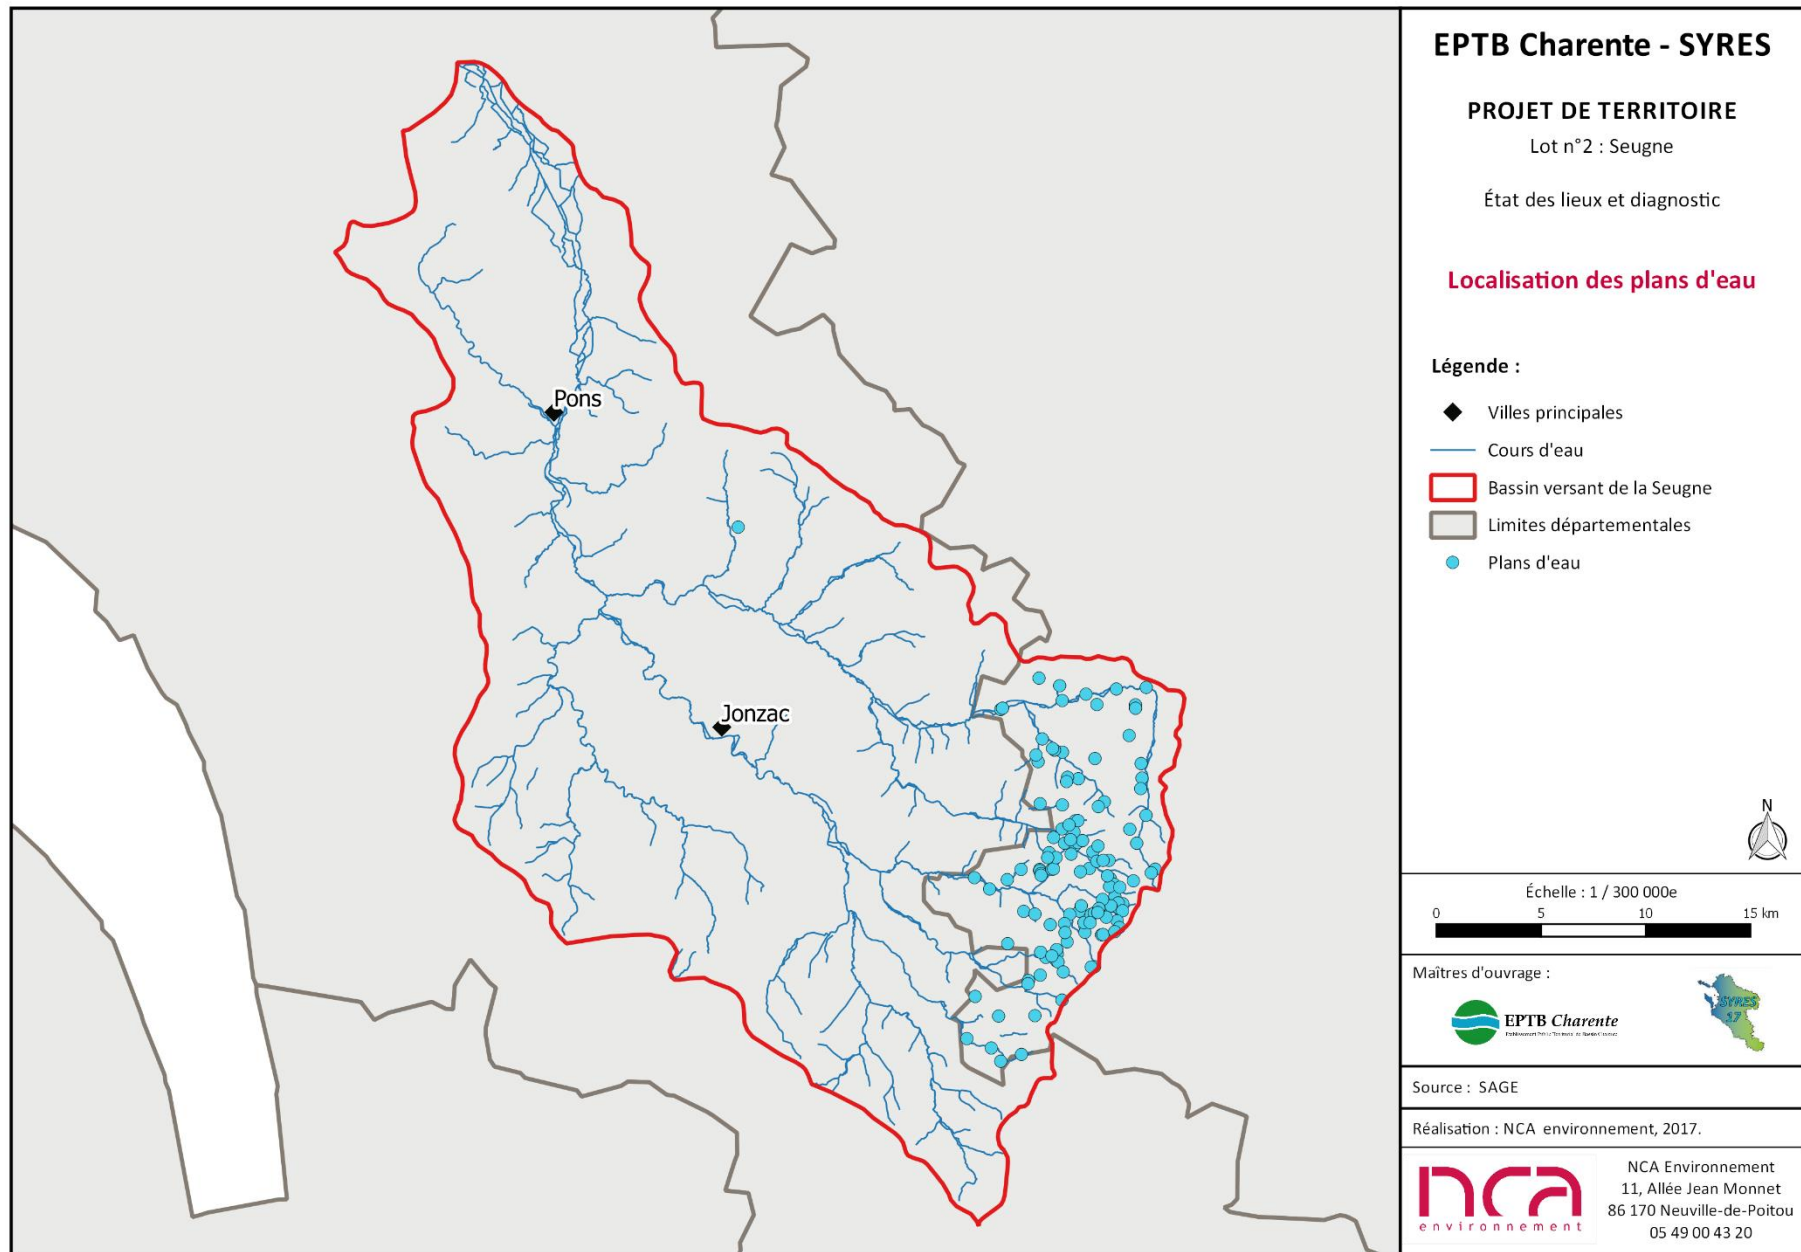 EPTB Charente - SYRES
PROJET DE TERRITOIRE
Lot n°2 : Seugne
État des lieux et diagnostic
Localisation des plans d'eau
Légende :
Villes principales
Cours d'eau
Bassin versant de la Seugne
Limites départementales
Plans d'eau
Pons
Jonzac
N
Échelle : 1 / 300 000e
0 5 10 15 km
Maîtres d'ouvrage :
EPTB Charente
SYRES
17
Source : SAGE
Réalisation : NCA environnement, 2017.
nca
environnement
NCA Environnement
11, Allée Jean Monnet
86 170 Neuville-de-Poitou
05 49 00 43 20